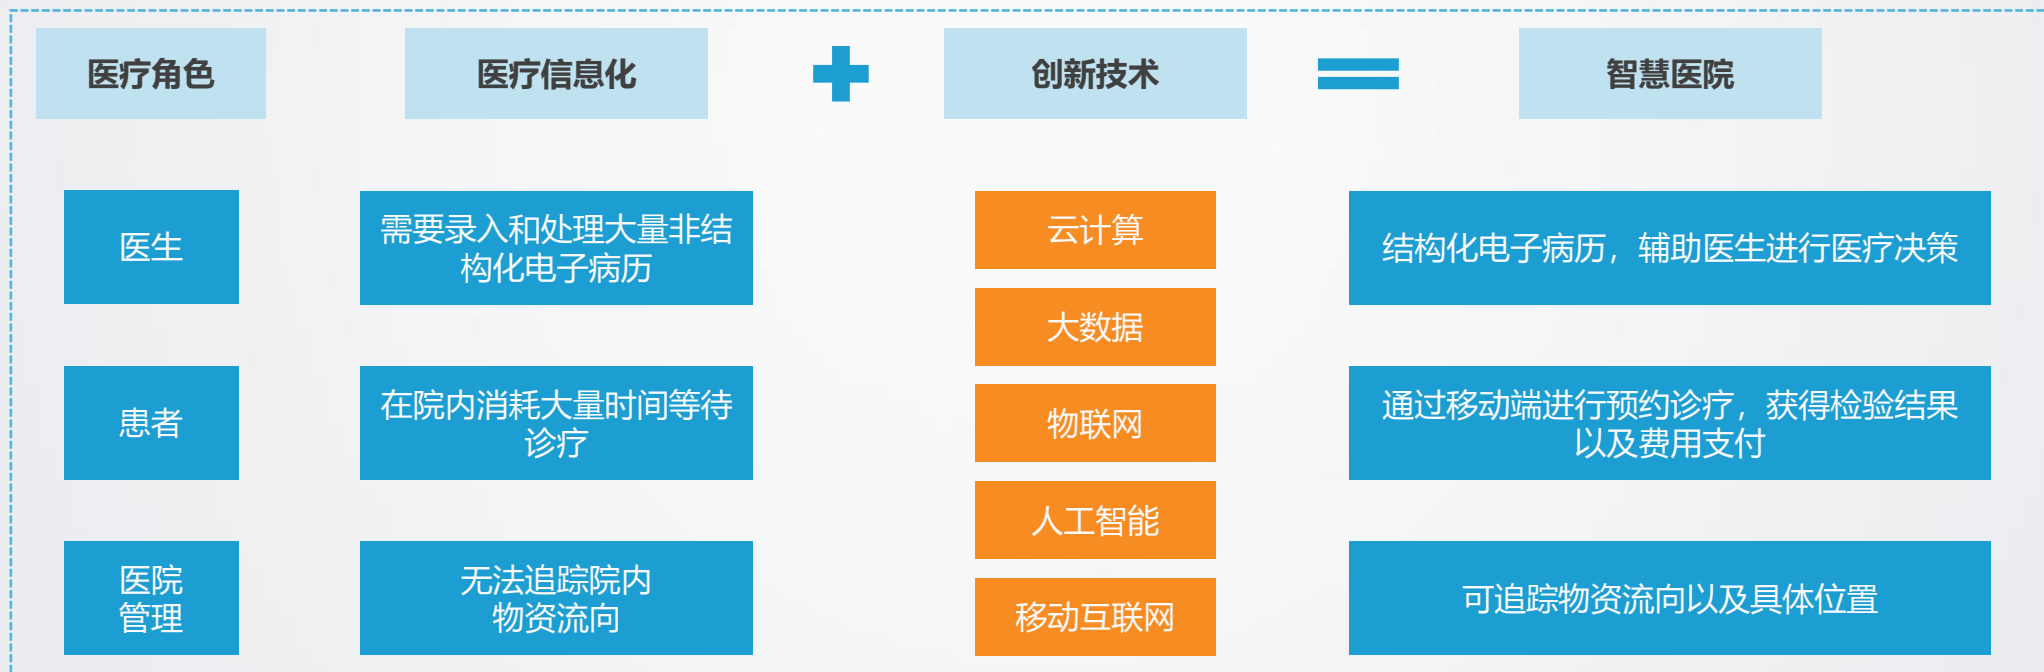 医疗角色
医疗信息化
创新技术
智慧医院
医生
需要录入和处理大量非结
构化电子病历
云计算
结构化电子病历，辅助医生进行医疗决策
大数据
患者
在院内消耗大量时间等待
诊疗
物联网
通过移动端进行预约诊疗，获得检验结果
以及费用支付
人工智能
医院
管理
无法追踪院内
物资流向
移动互联网
可追踪物资流向以及具体位置